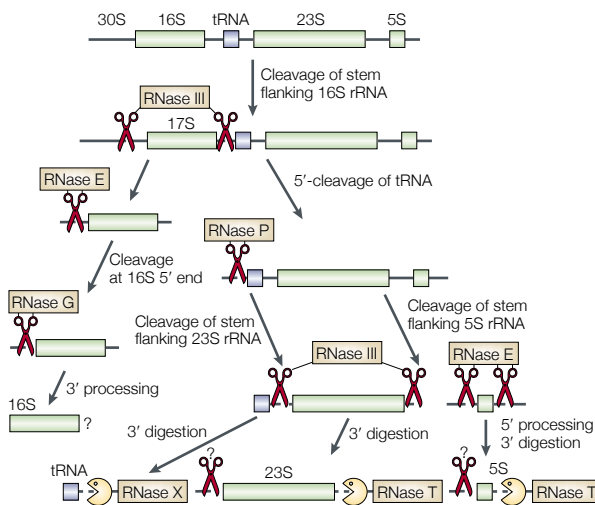 30S 16S tRNA 23S 5S
Cleavage of stem
flanking 16S rRNA
RNase III
17S
RNase E
5′-cleavage of tRNA
RNase P
Cleavage
at 16S 5′ end
RNase G
Cleavage of stem
flanking 23S rRNA
Cleavage of stem
flanking 5S rRNA
RNase III
RNase E
3′ processing
16S
?
3′ digestion
3′ digestion
5′ processing
3′ digestion
tRNA
RNase X
?
23S
RNase T
?
5S
RNase T